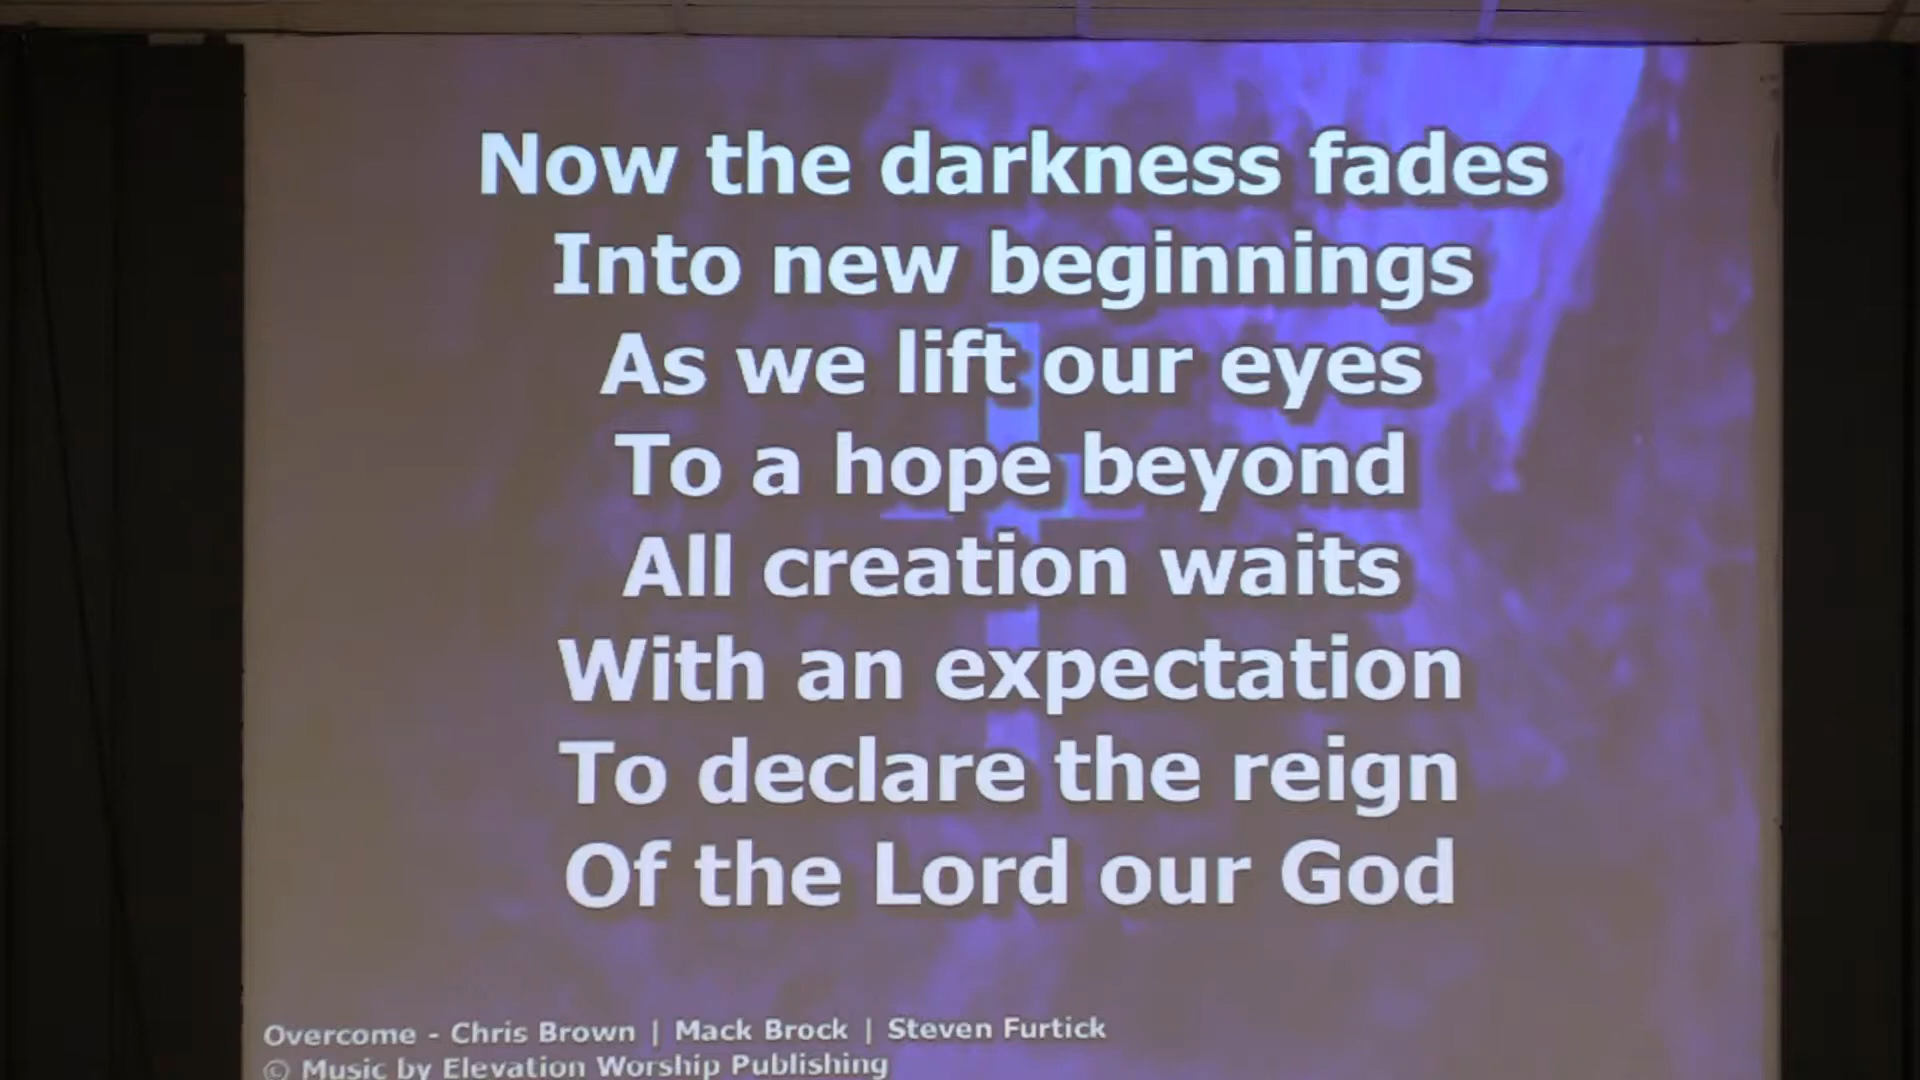 Now the darkness fades
Into new beginnings
As we lift our eyes
To a hope beyond
All creation waits
With an expectation
To declare the reign
Of the Lord our God
Overcome - Chris Brown | Mack Brock | Steven Furtick
© Music by Elevation Worship Publishing